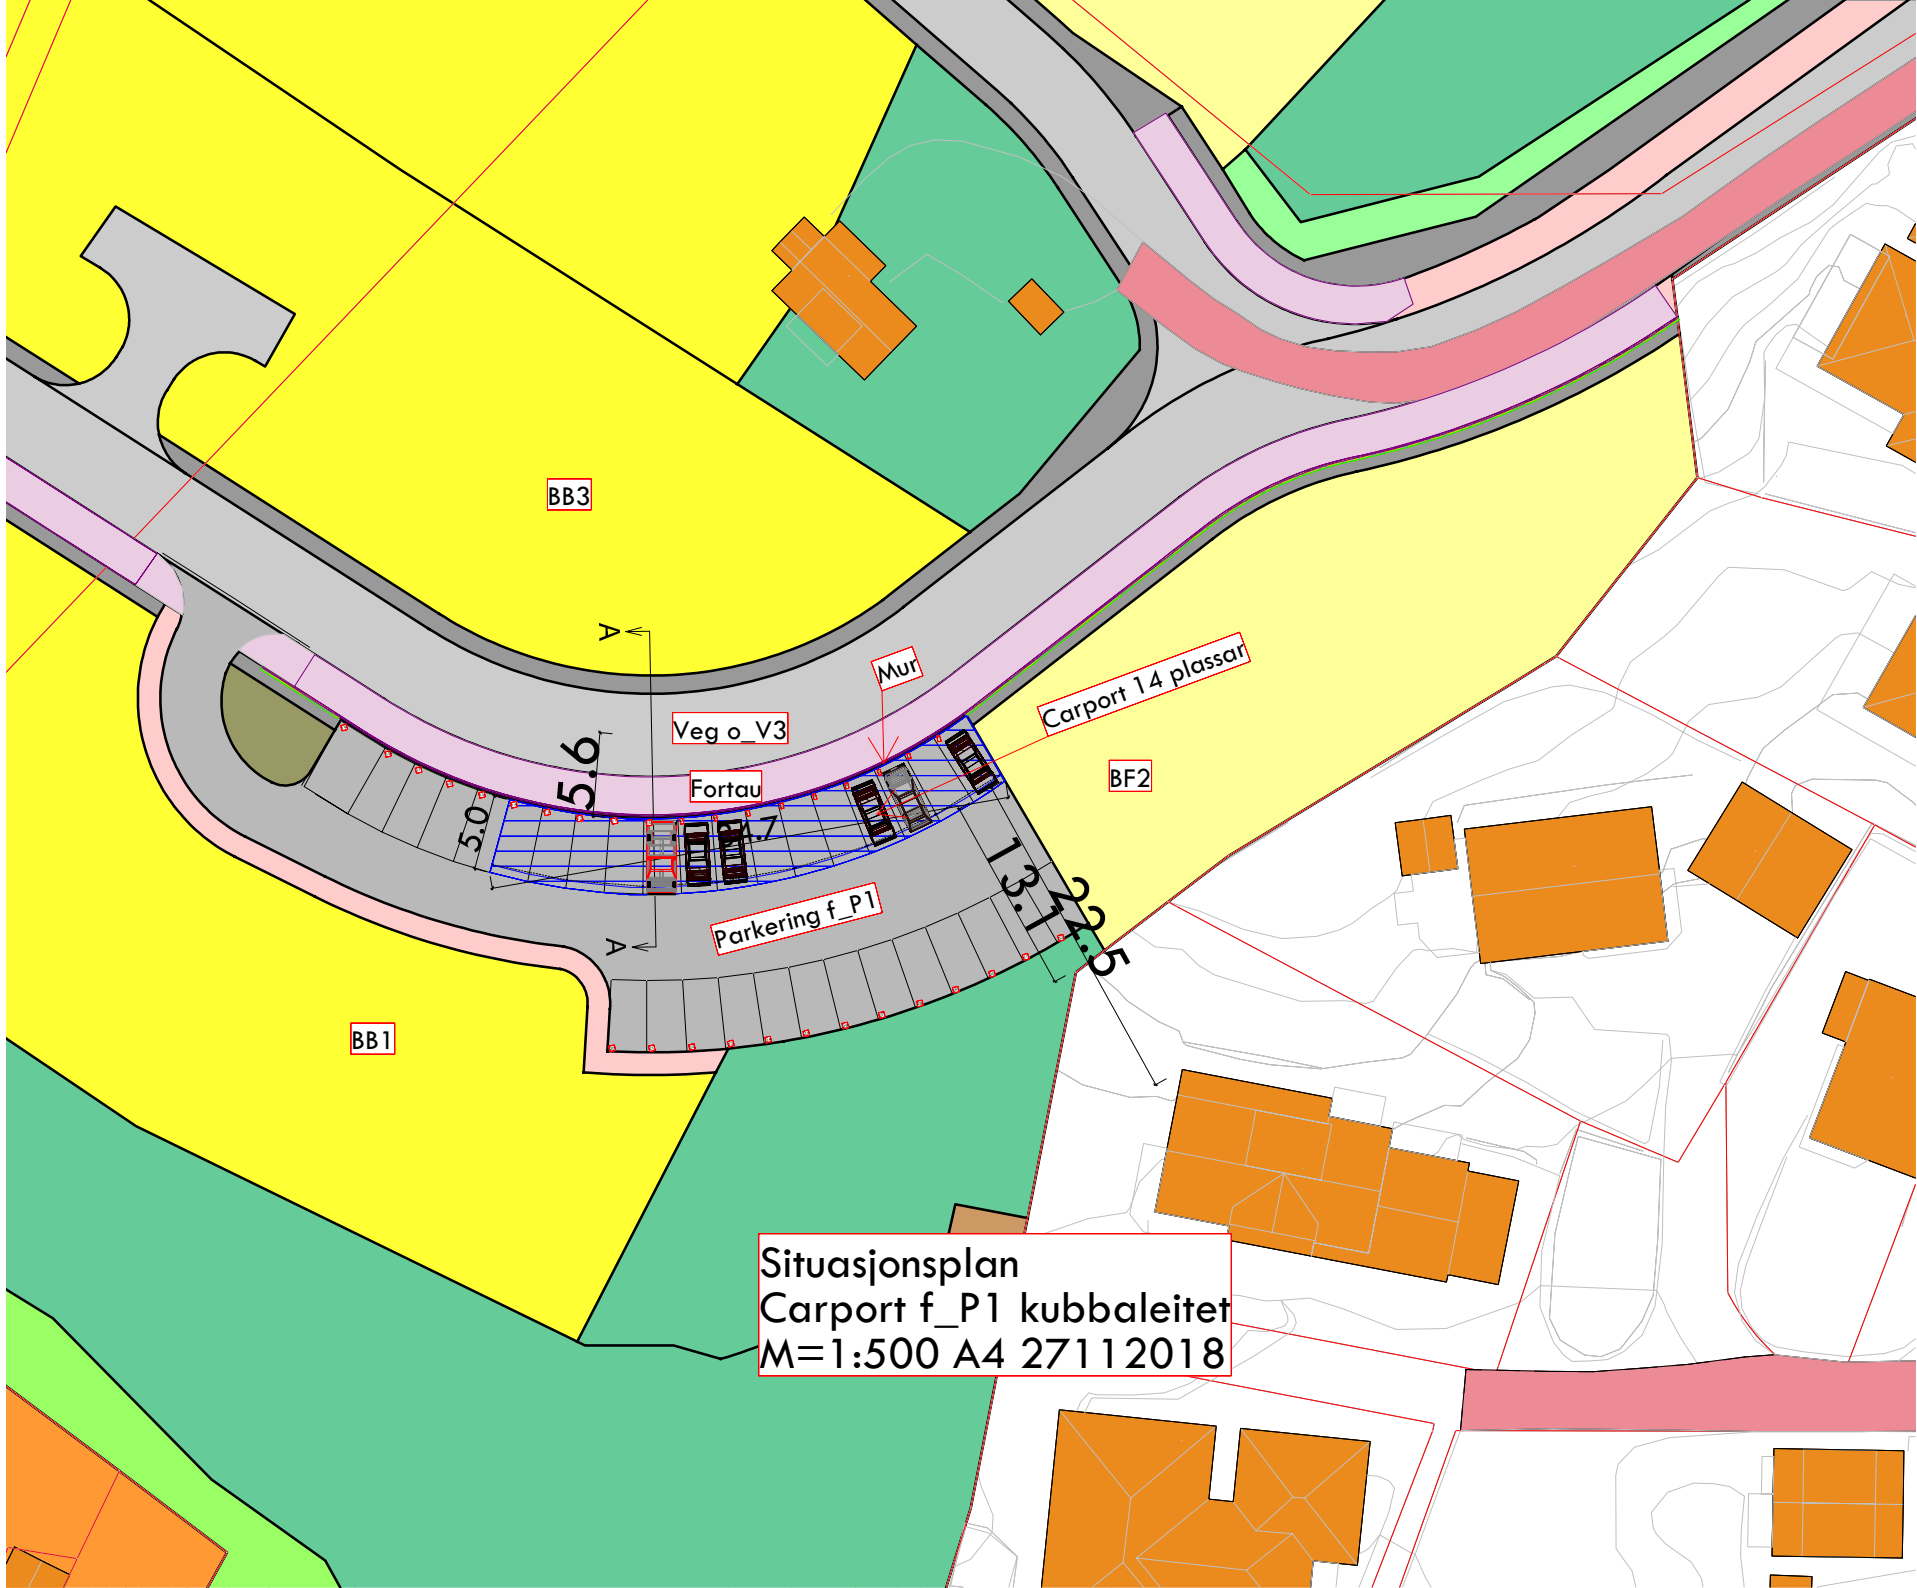 BB3
A
Mur
Carport 14 plassar
Veg o_V3
5.6
Fortau
BF2
5.0
13.1
22.5
Parkering f_P1
A
BB1
Situasjonsplan
Carport f_P1 kubbaleitet
M=1:500 A4 27112018